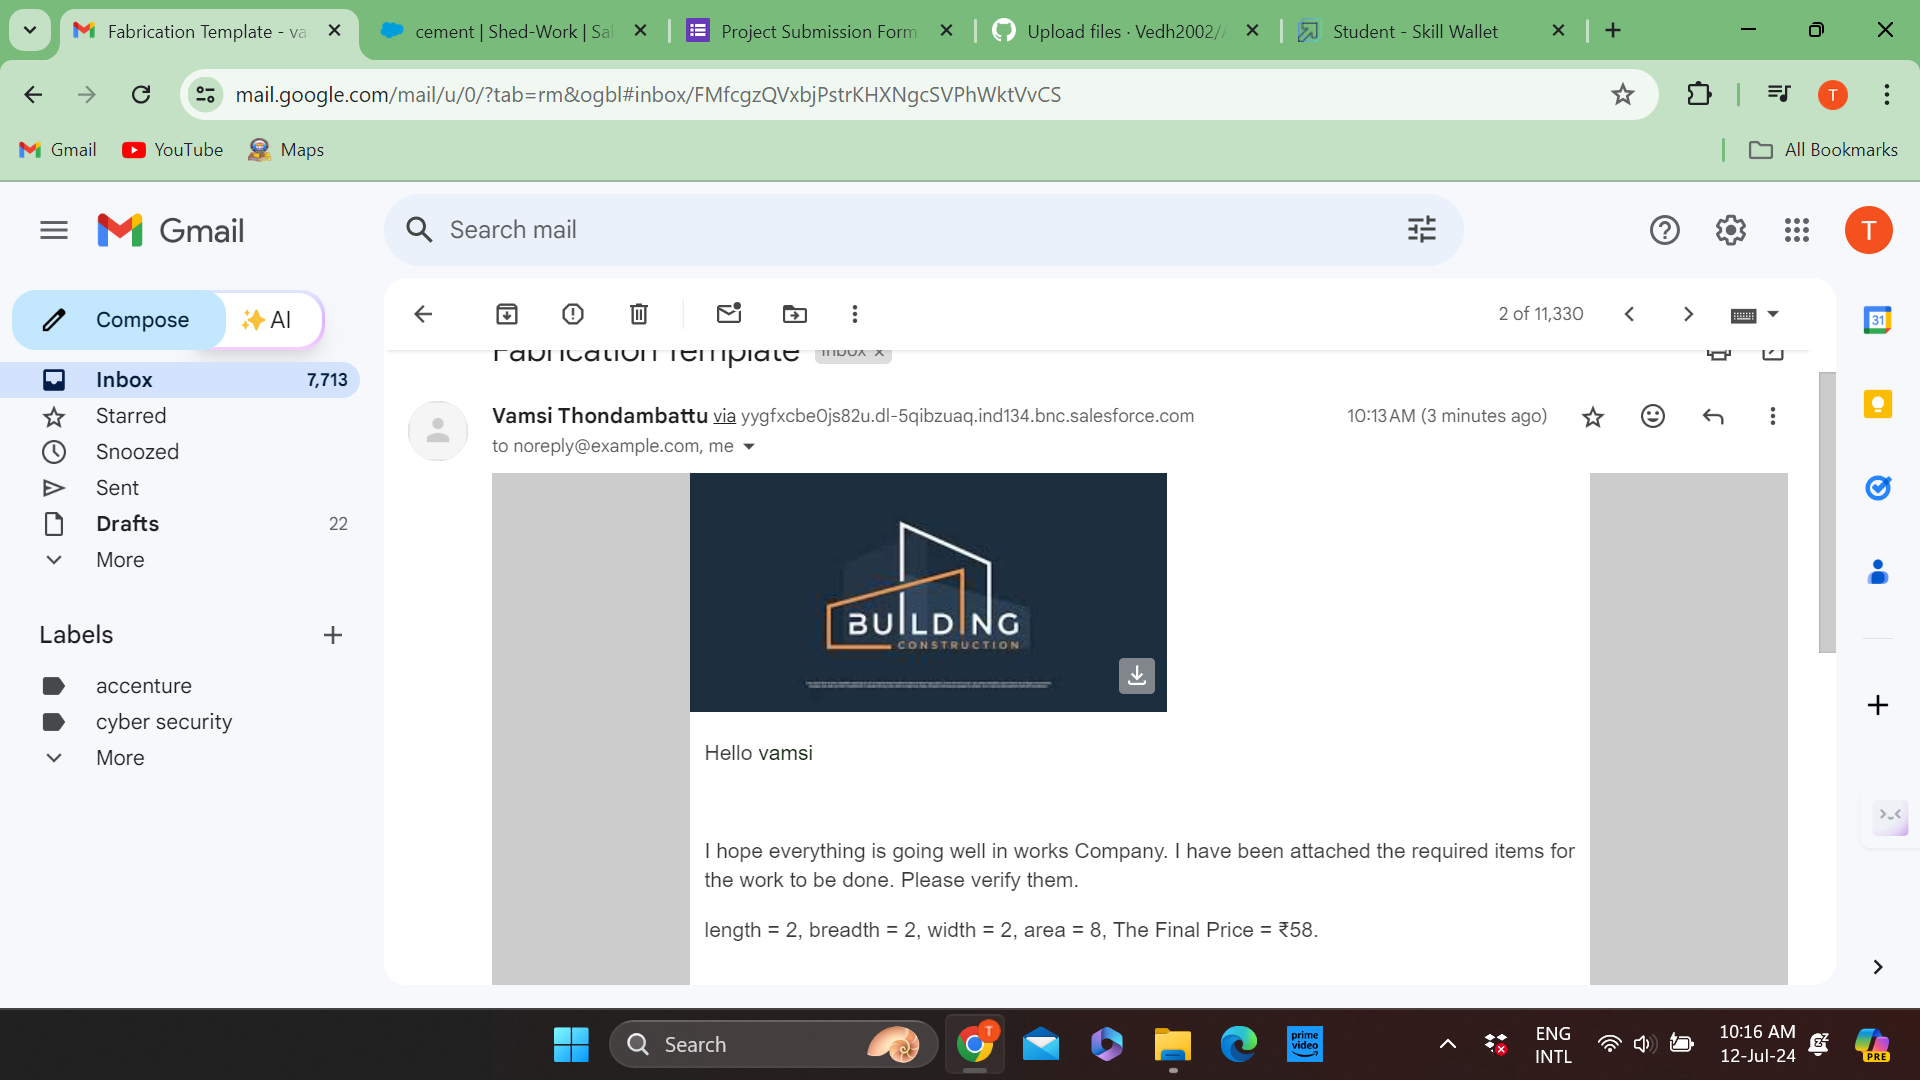 Fabrication Template - va
cement | Shed-Work | Sal
Project Submission Form
Upload files · Vedh2002/
Student - Skill Wallet
mail.google.com/mail/u/0/?tab=rm&ogbl#inbox/FMfcgzQVxbjPstrKHXNgcSVPhWktVvCS
T
Gmail
YouTube
Maps
All Bookmarks
Gmail
Search mail
T
Compose
AI
2 of 11,330
Inbox 7,713
Starred
Snoozed
Sent
Drafts 22
More
Labels
accenture
cyber security
More
Fabrication Template Inbox x
Vamsi Thondambattu via yygfxcbe0js82u.dl-5qibzuaq.ind134.bnc.salesforce.com
10:13 AM (3 minutes ago)
to noreply@example.com, me
BUILDING
CONSTRUCTION
Hello vamsi
I hope everything is going well in works Company. I have been attached the required items for
the work to be done. Please verify them.
length = 2, breadth = 2, width = 2, area = 8, The Final Price = ₹58.
31
Search
T
prime
video
ENG
INTL
10:16 AM
12-Jul-24
PRE